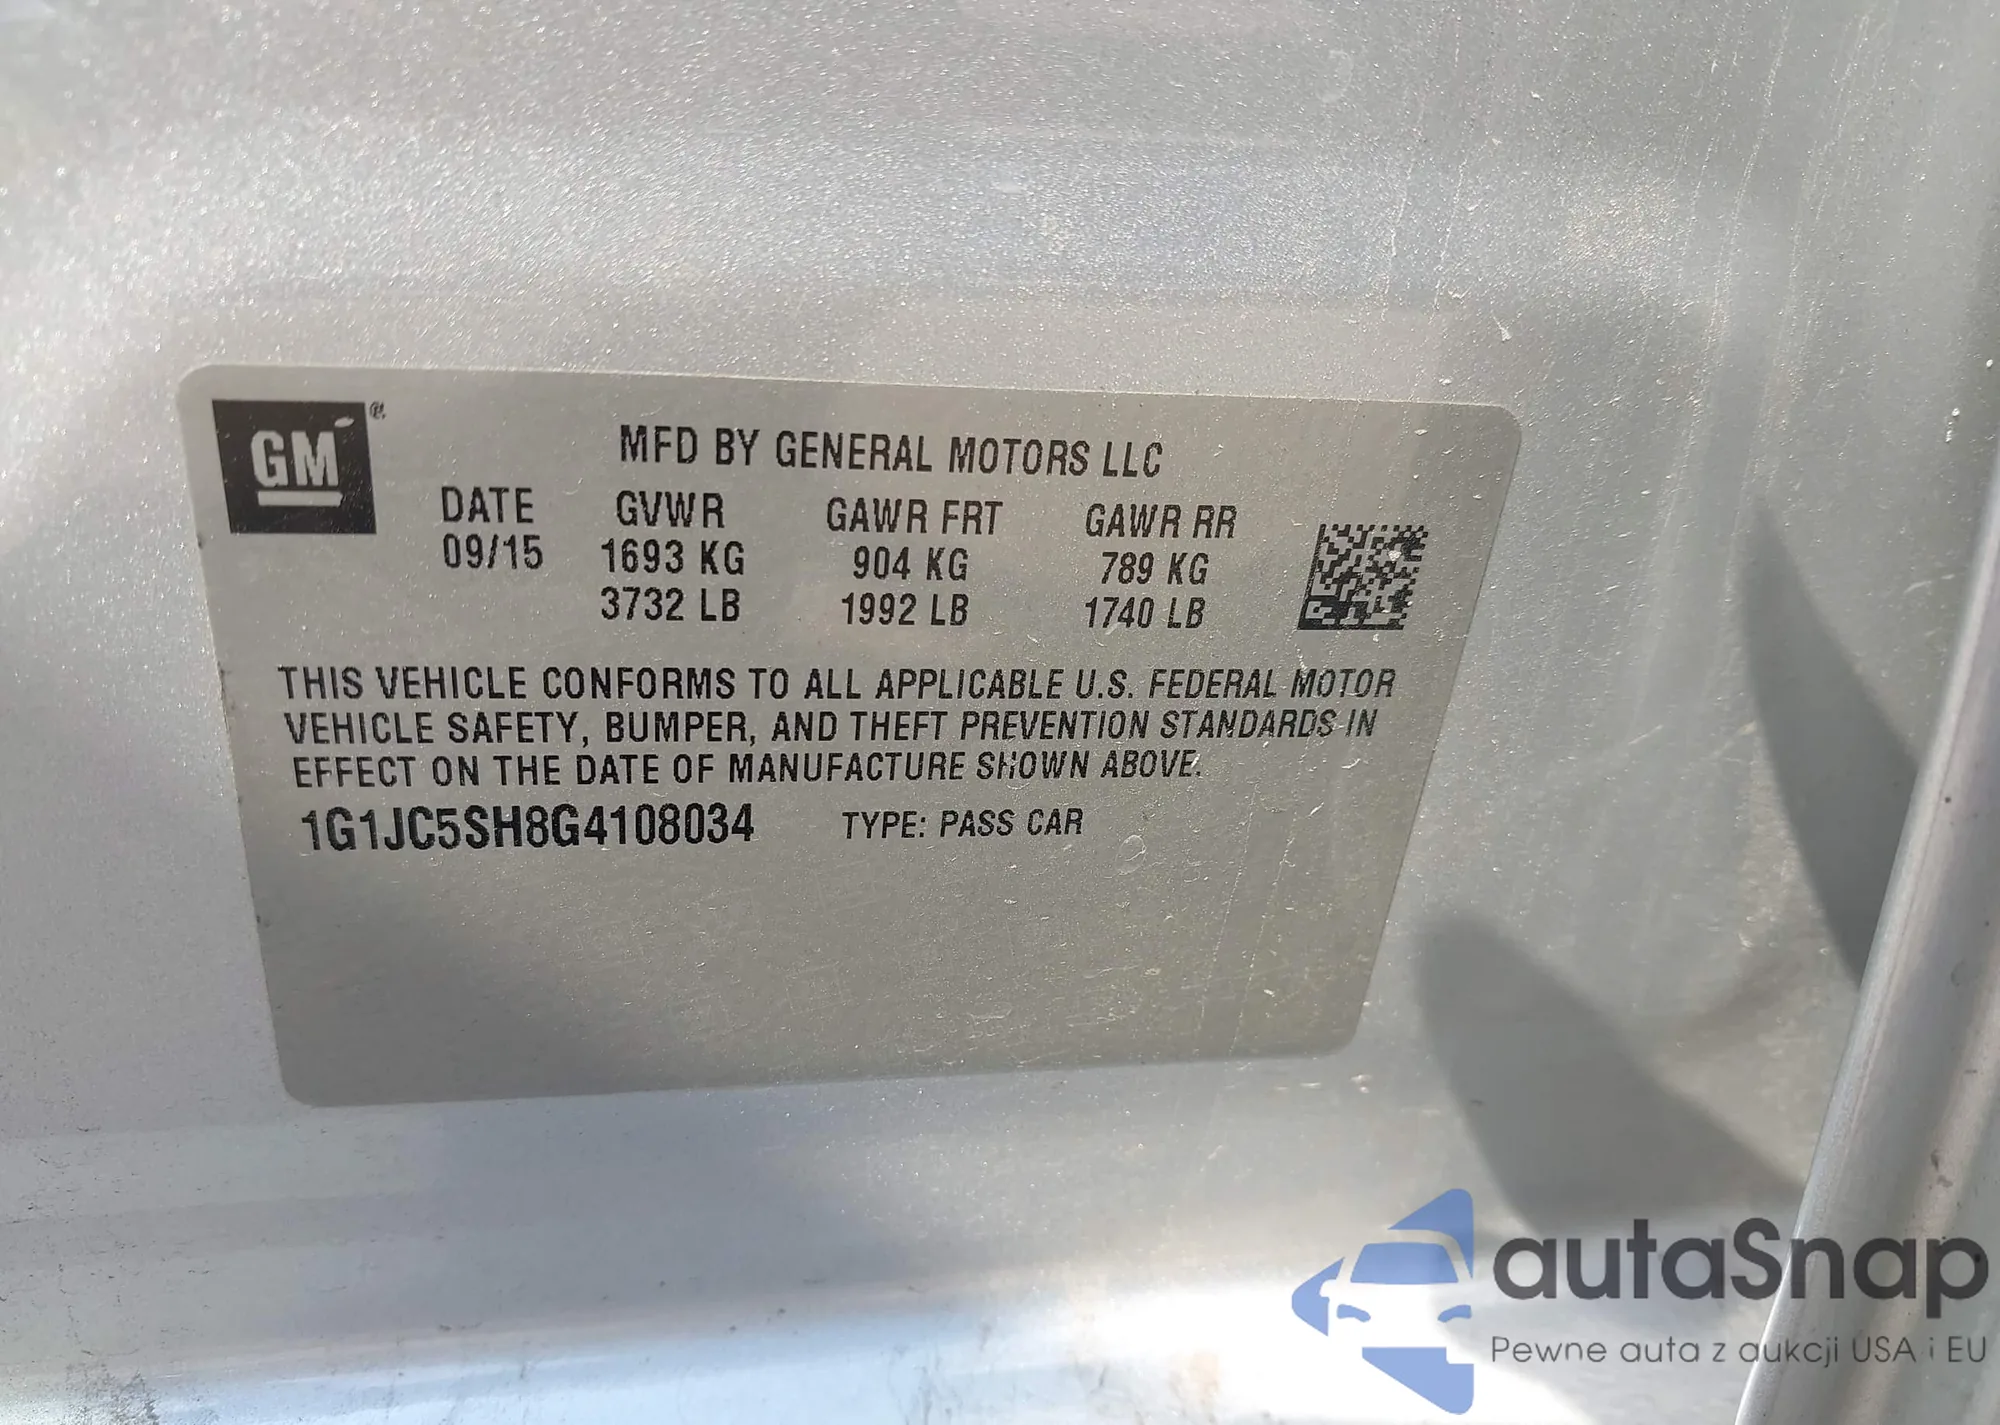 GM ®
MFD BY GENERAL MOTORS LLC
DATE GVWR GAWR FRT GAWR RR
09/15 1693 KG 904 KG 789 KG
3732 LB 1992 LB 1740 LB
THIS VEHICLE CONFORMS TO ALL APPLICABLE U.S. FEDERAL MOTOR
VEHICLE SAFETY, BUMPER, AND THEFT PREVENTION STANDARDS IN
EFFECT ON THE DATE OF MANUFACTURE SHOWN ABOVE.
1G1JC5SH8G4108034 TYPE: PASS CAR
autaSnap
Pewne auta z aukcji USA i EU